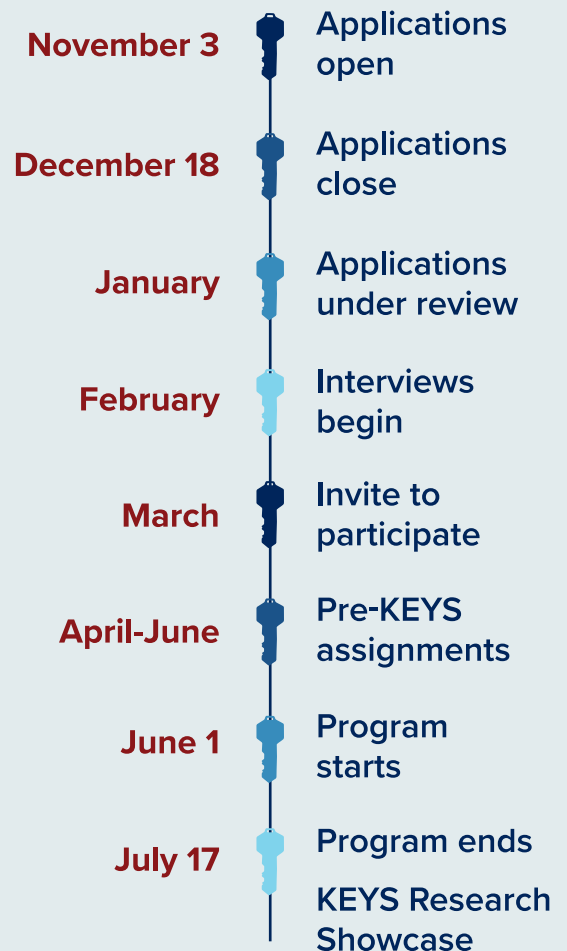 November 3
Applications
open
December 18
Applications
close
January
Applications
under review
February
Interviews
begin
March
Invite to
participate
April-June
Pre-KEYS
assignments
June 1
Program
starts
July 17
Program ends
KEYS Research
Showcase